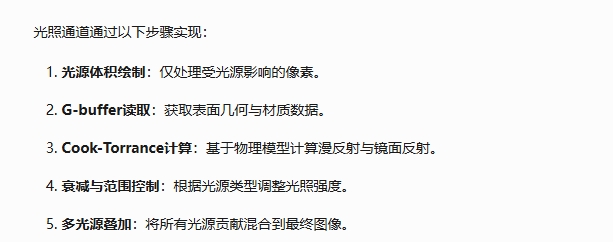 光照通道通过以下步骤实现：
1. 光源体积绘制：仅处理受光源影响的像素。
2. G-buffer读取：获取表面几何与材质数据。
3. Cook-Torrance计算：基于物理模型计算漫反射与镜面反射。
4. 衰减与范围控制：根据光源类型调整光照强度。
5. 多光源叠加：将所有光源贡献混合到最终图像。